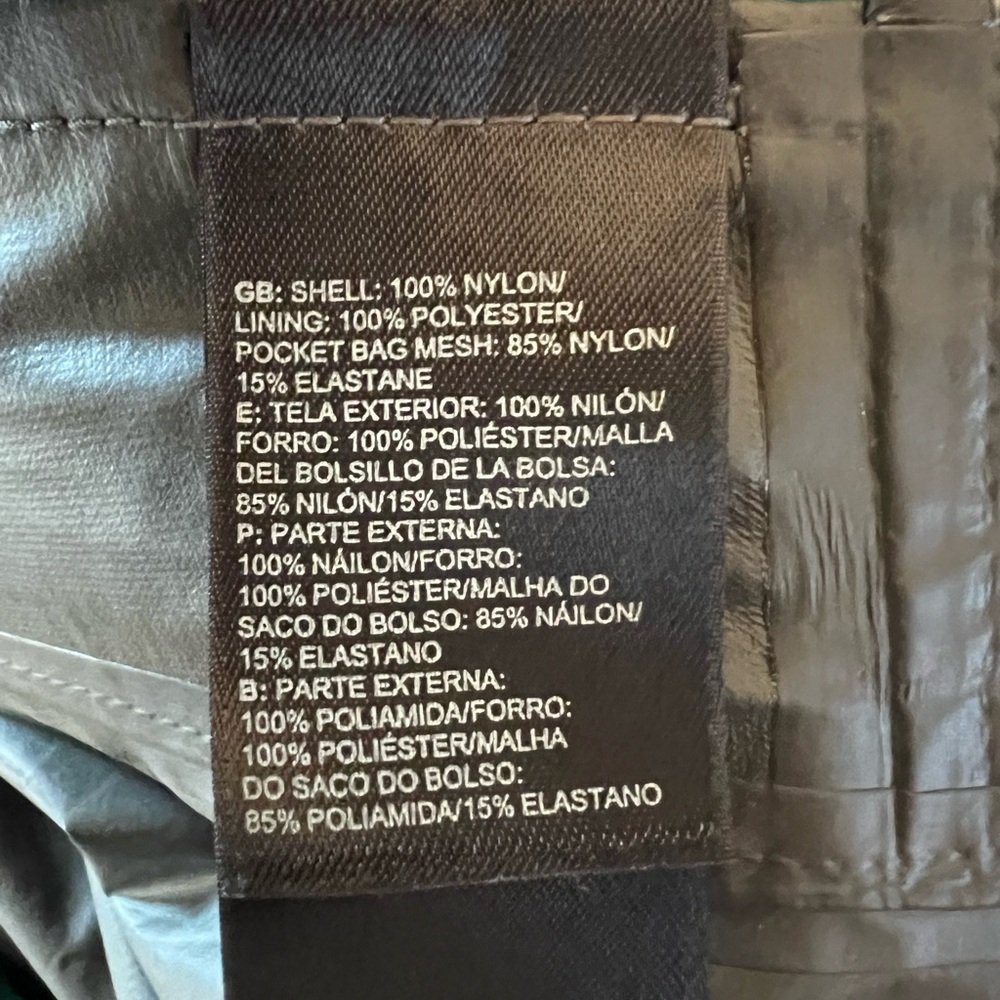 GB: SHELL: 100% NYLON/
LINING: 100% POLYESTER/
POCKET BAG MESH: 85% NYLON/
15% ELASTANE
E: TELA EXTERIOR: 100% NILÓN/
FORRO: 100% POLIÉSTER/MALLA
DEL BOLSILLO DE LA BOLSA:
85% NILÓN/15% ELASTANO
P: PARTE EXTERNA:
100% NÁILON/FORRO:
100% POLIÉSTER/MALHA DO
SACO DO BOLSO: 85% NÁILON/
15% ELASTANO
B: PARTE EXTERNA:
100% POLIAMIDA/FORRO:
100% POLIÉSTER/MALHA
DO SACO DO BOLSO:
85% POLIAMIDA/15% ELASTANO